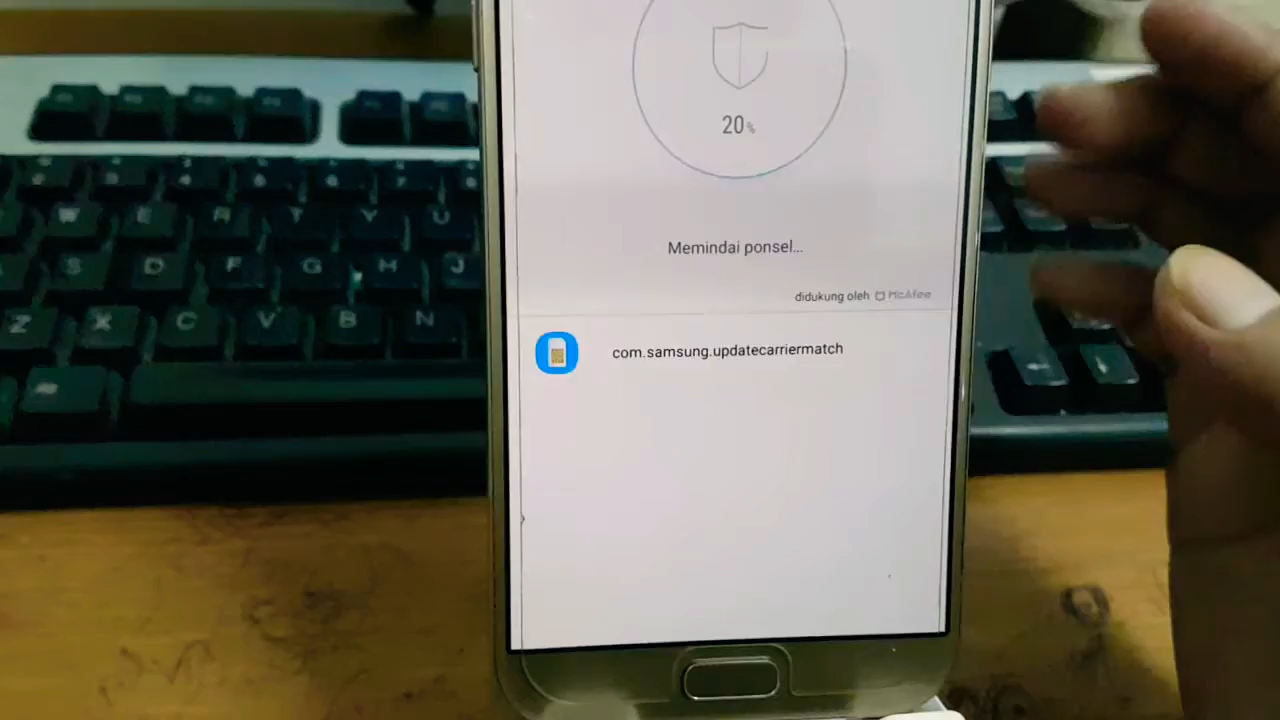 20%
Memindai ponsel...
didukung oleh McAfee
com.samsung.updatecarriermatch
W E R T Y U
S D F G H J
Z X C V B N